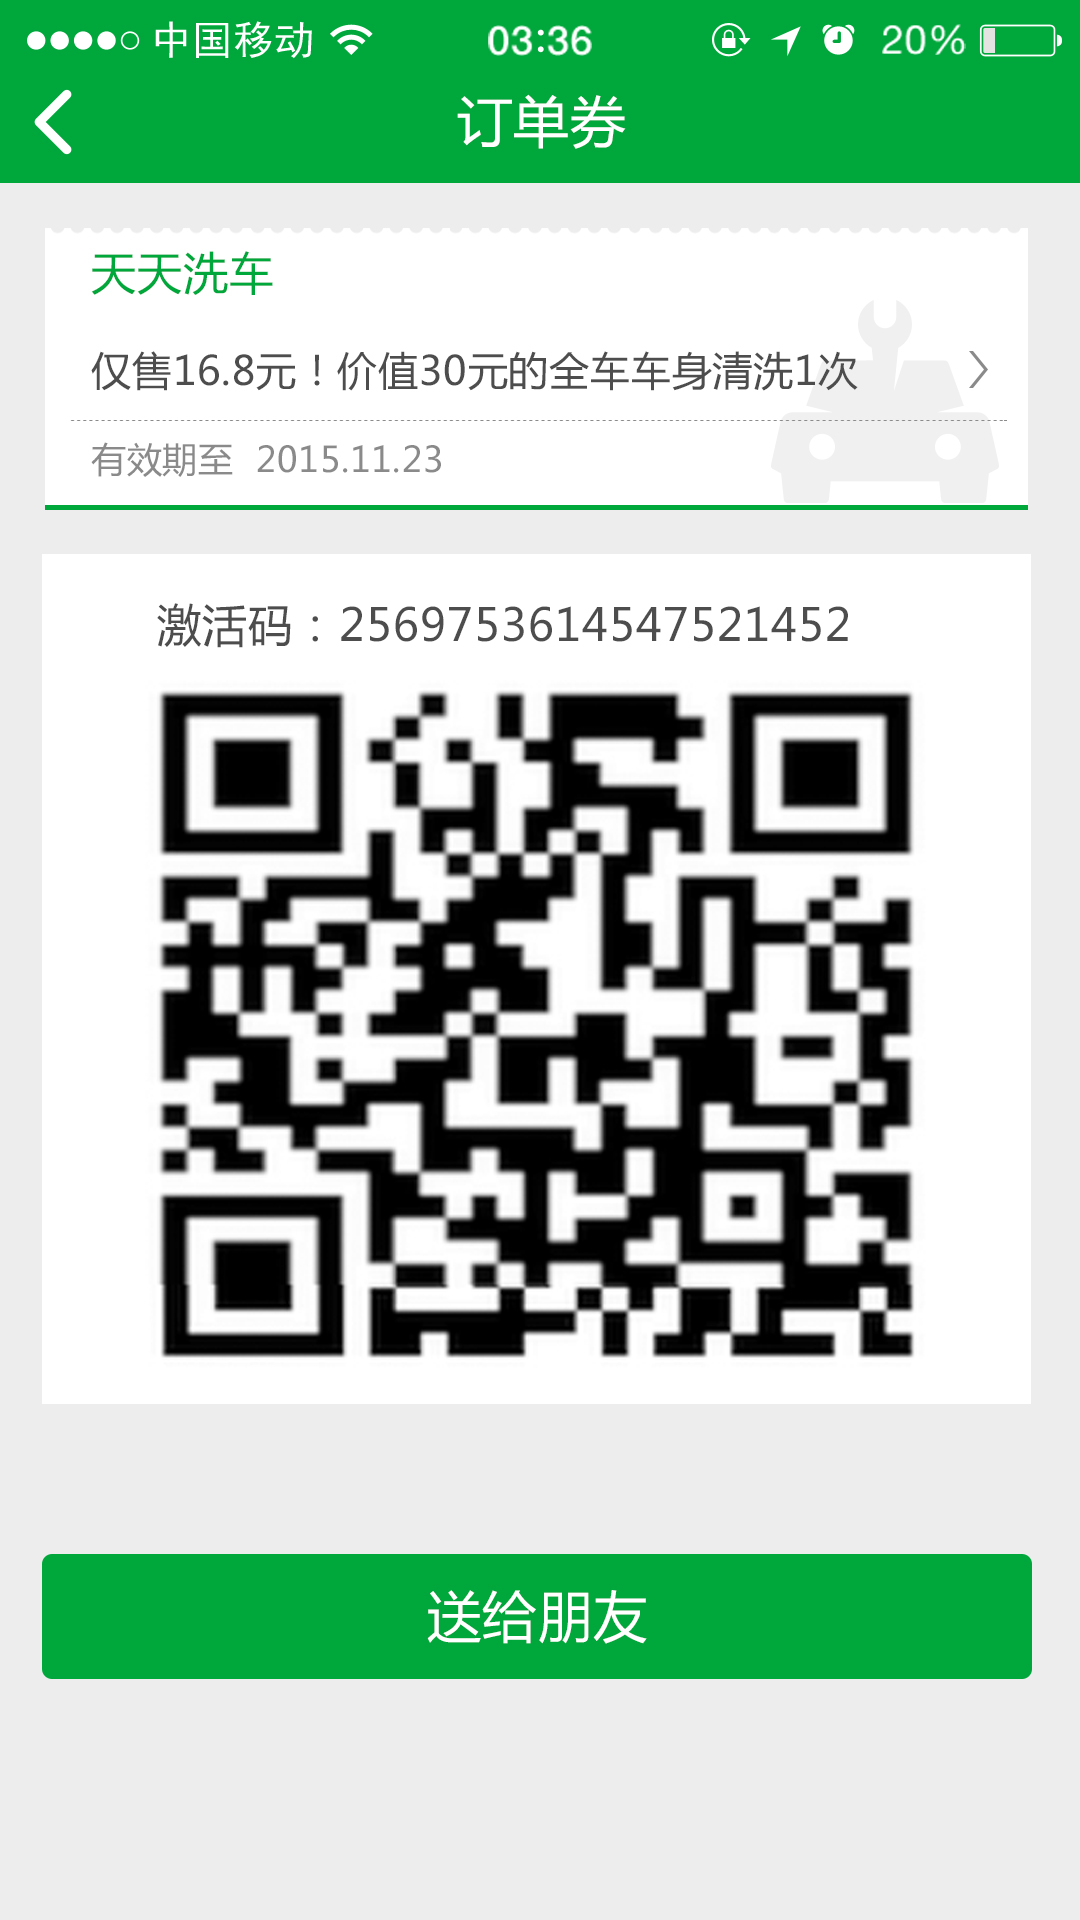 中国移动 03:36 20%
订单券
天天洗车
仅售16.8元！价值30元的全车车身清洗1次
有效期至 2015.11.23
激活码：2569753614547521452
送给朋友